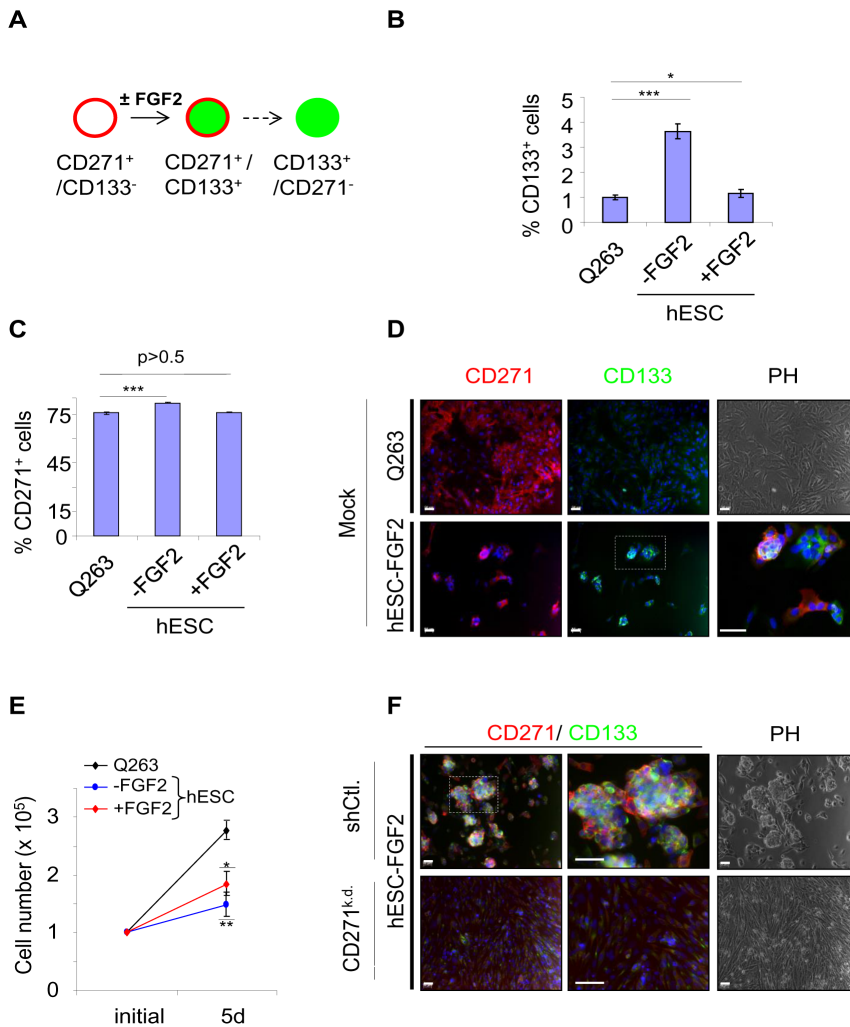 A
± FGF2
CD271+
/CD133-
CD271+/
CD133+
CD133+
/CD271-
B
% CD133+ cells
*
***
5
4
3
2
1
0
Q263
-FGF2
+FGF2
hESC
C
% CD271+ cells
p>0.5
***
75
45
15
0
Q263
-FGF2
+FGF2
hESC
D
CD271
CD133
PH
Mock
Q263
hESC-FGF2
E
Cell number (x 10⁵)
Q263
-FGF2
+FGF2
hESC
3
2
1
0
*
**
initial
5d
F
CD271/ CD133
PH
hESC-FGF2
shCtl.
CD271k.d.